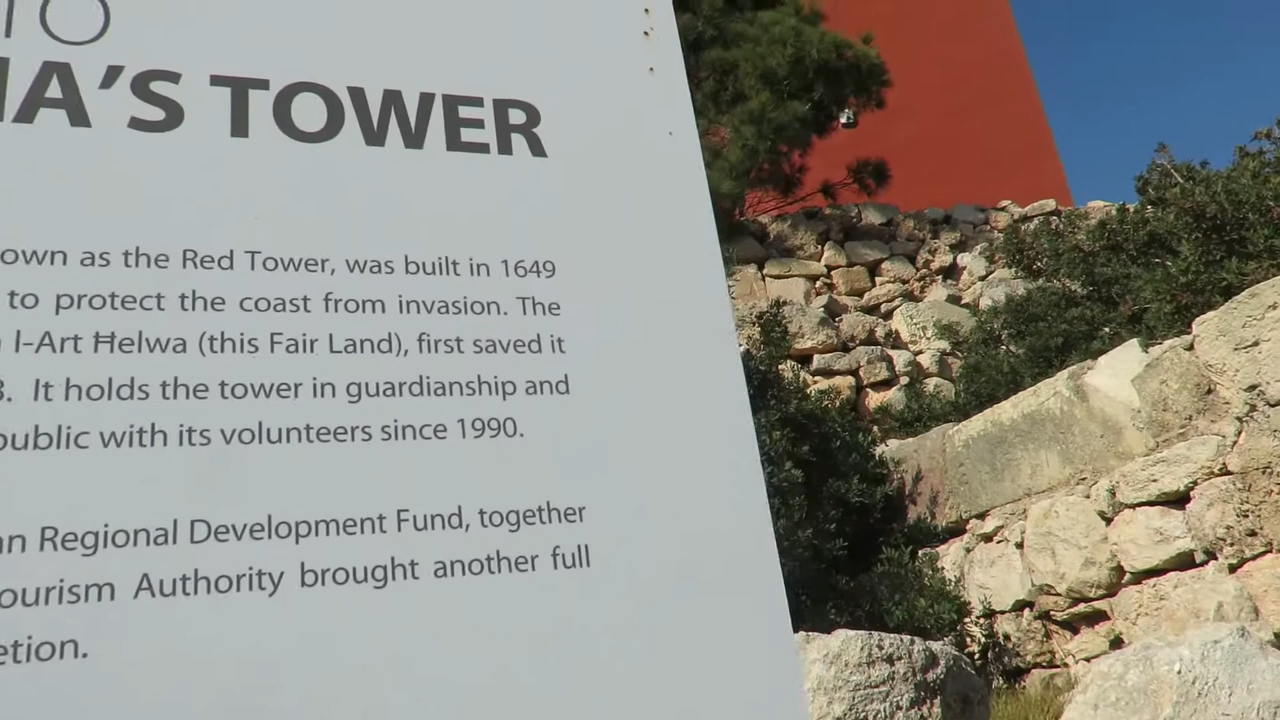 TO
A'S TOWER
own as the Red Tower, was built in 1649
to protect the coast from invasion. The
l-Art Ħelwa (this Fair Land), first saved it
. It holds the tower in guardianship and
public with its volunteers since 1990.
an Regional Development Fund, together
ourism Authority brought another full
etion.